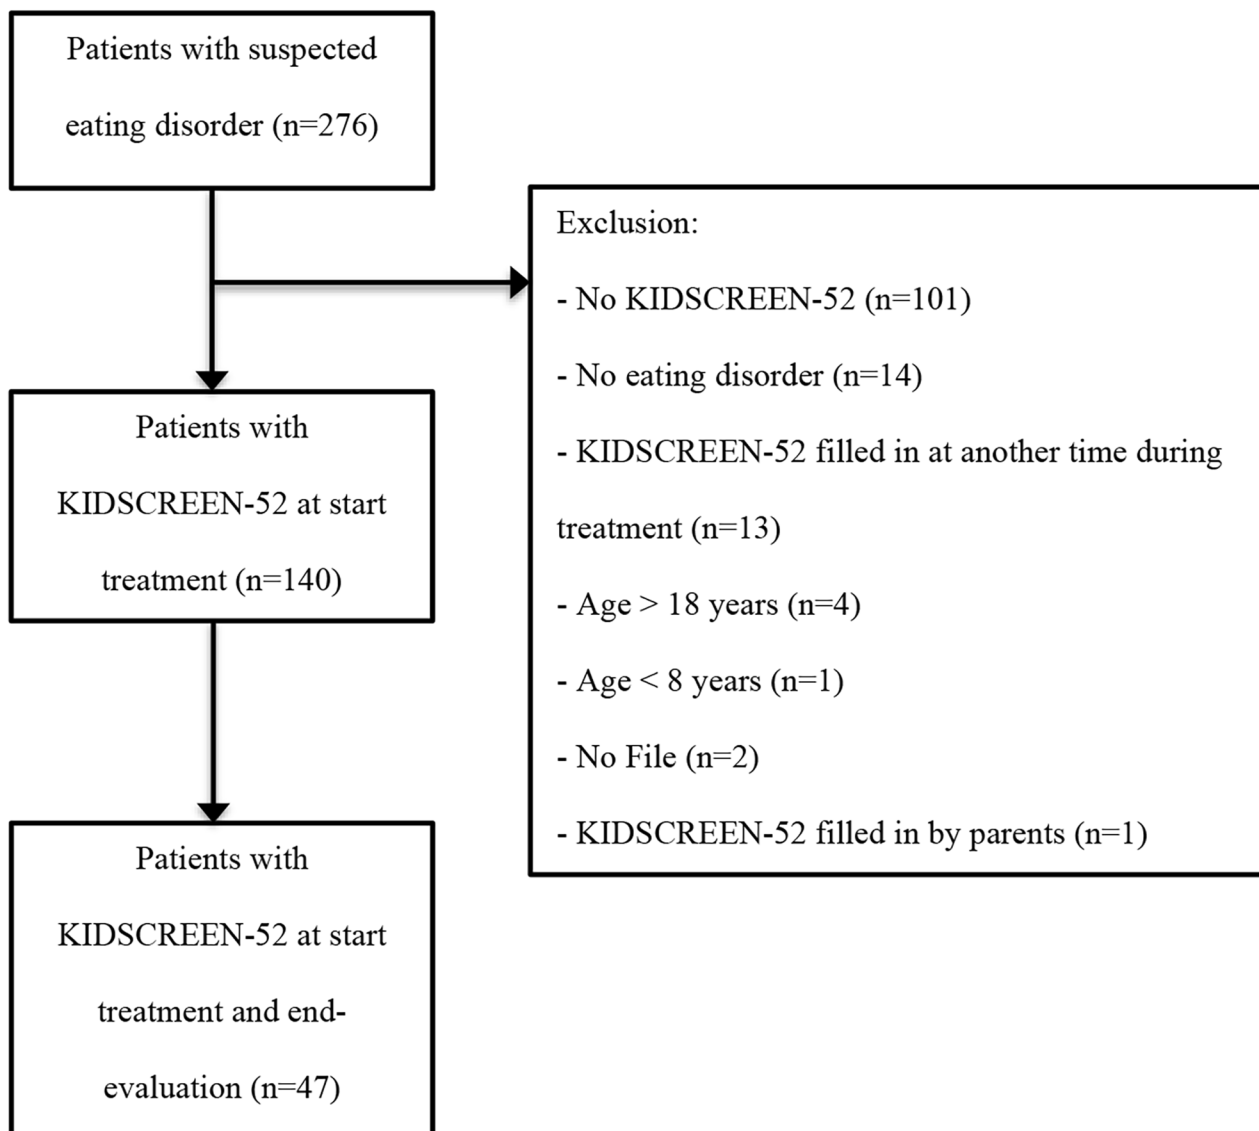 Patients with suspected
eating disorder (n=276)
Exclusion:
- No KIDSCREEN-52 (n=101)
- No eating disorder (n=14)
- KIDSCREEN-52 filled in at another time during
treatment (n=13)
- Age > 18 years (n=4)
- Age < 8 years (n=1)
- No File (n=2)
- KIDSCREEN-52 filled in by parents (n=1)
Patients with
KIDSCREEN-52 at start
treatment (n=140)
Patients with
KIDSCREEN-52 at start
treatment and end-
evaluation (n=47)